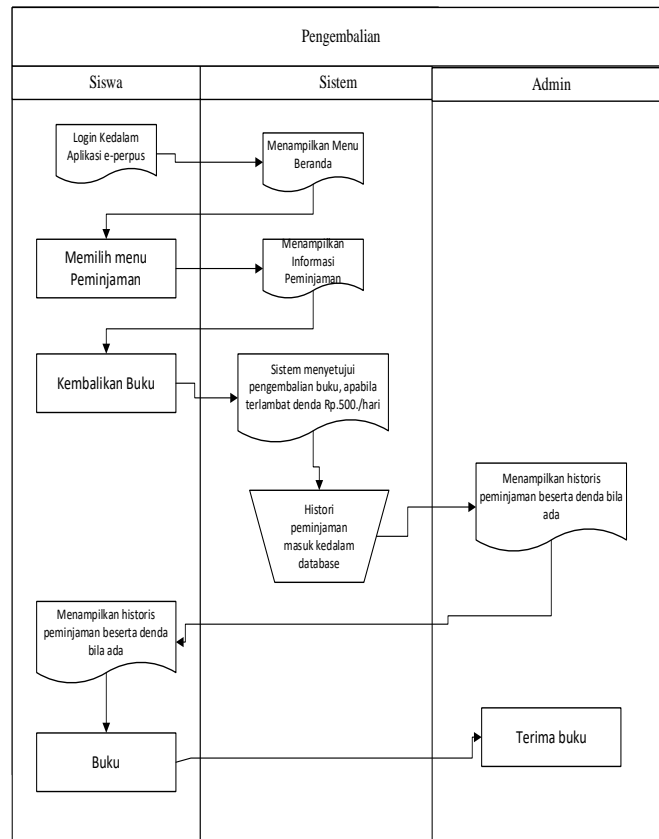 Pengembalian
Siswa
Sistem
Admin
Login Kedalam
Aplikasi e-perpus
Menampilkan Menu
Beranda
Memilih menu
Peminjaman
Menampilkan
Informasi
Peminjaman
Kembalikan Buku
Sistem menyetujui
pengembalian buku, apabila
terlambat denda Rp.500./hari
Histori
peminjaman
masuk kedalam
database
Menampilkan historis
peminjaman beserta denda bila
ada
Menampilkan historis
peminjaman beserta denda
bila ada
Buku
Terima buku